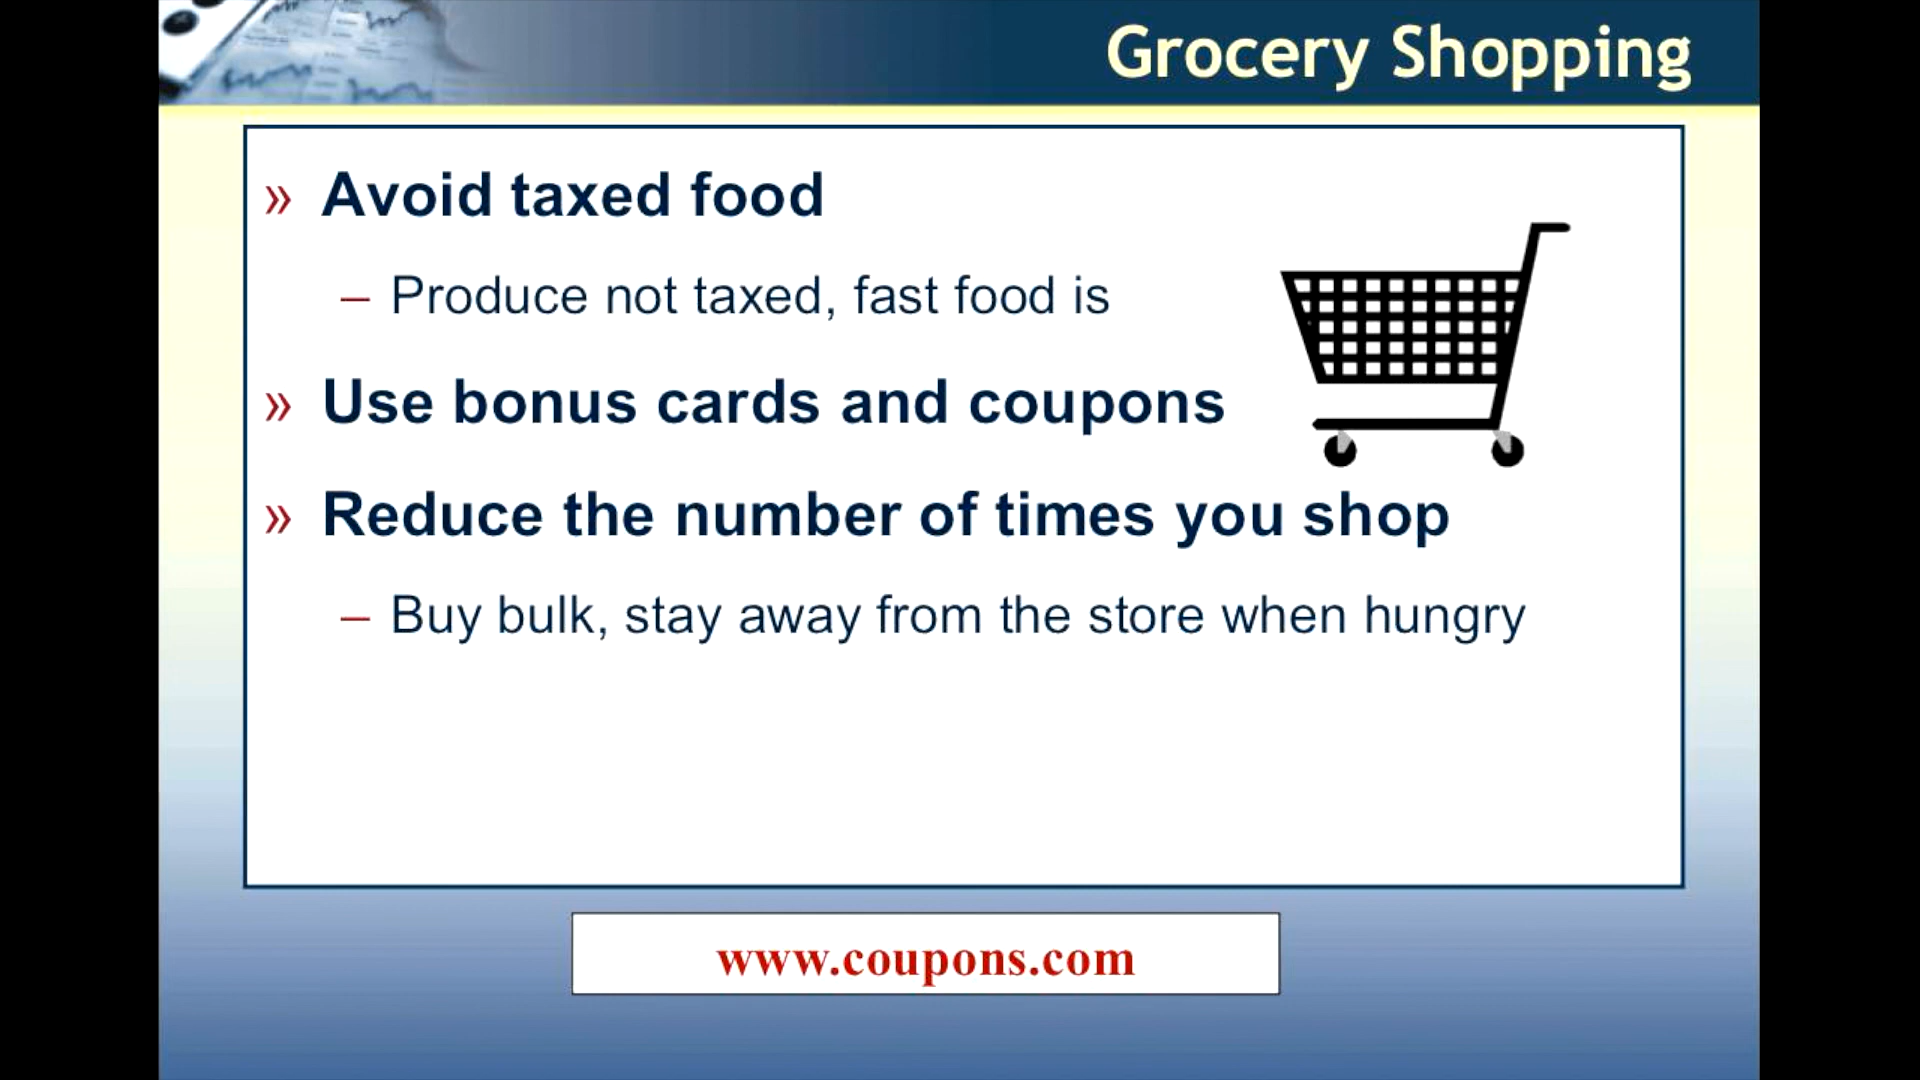 Grocery Shopping
» Avoid taxed food
– Produce not taxed, fast food is
» Use bonus cards and coupons
» Reduce the number of times you shop
– Buy bulk, stay away from the store when hungry
www.coupons.com